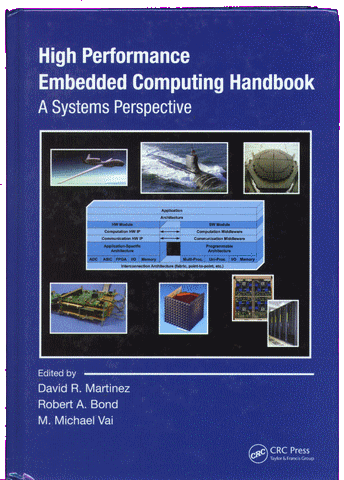 High Performance
Embedded Computing Handbook
A Systems Perspective
Application
Architecture
HW Module SW Module
Computation HW IP Computation Middleware
Communication HW IP Communication Middleware
Application-Specific Architecture Programmable Architecture
ADC ASIC FPGA I/O Memory Multi-Proc. Uni-Proc. I/O Memory
Interconnection Architecture (fabric, point-to-point, etc.)
Edited by
David R. Martinez
Robert A. Bond
M. Michael Vai
CRC
CRC Press
Taylor & Francis Group